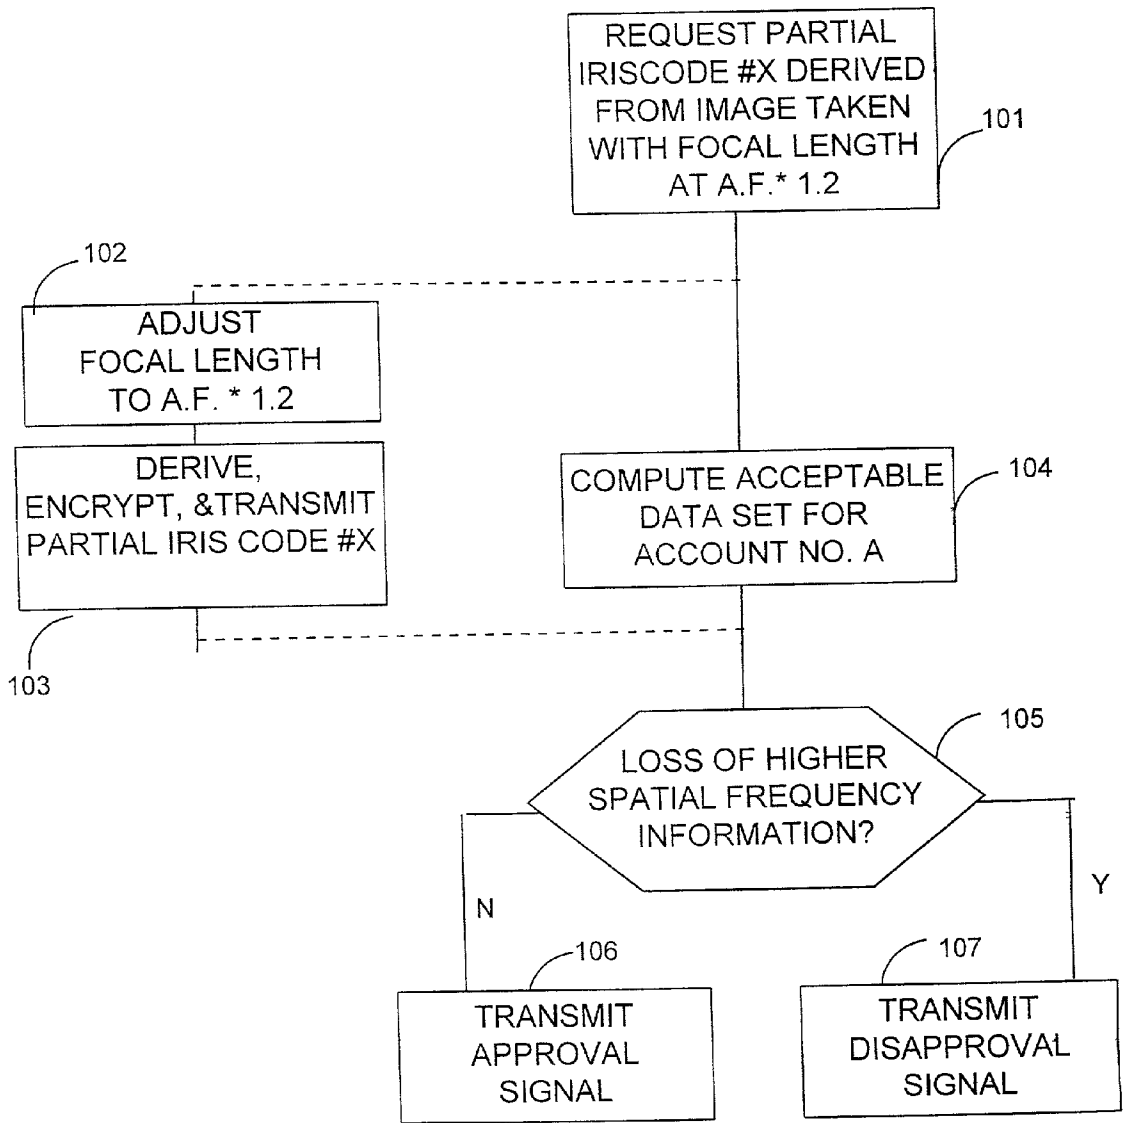 REQUEST PARTIAL
IRISCODE #X DERIVED
FROM IMAGE TAKEN
WITH FOCAL LENGTH
AT A.F.* 1.2
101
102
ADJUST
FOCAL LENGTH
TO A.F. * 1.2
DERIVE,
ENCRYPT, &TRANSMIT
PARTIAL IRIS CODE #X
103
COMPUTE ACCEPTABLE
DATA SET FOR
ACCOUNT NO. A
104
LOSS OF HIGHER
SPATIAL FREQUENCY
INFORMATION?
105
N
Y
106
TRANSMIT
APPROVAL
SIGNAL
107
TRANSMIT
DISAPPROVAL
SIGNAL